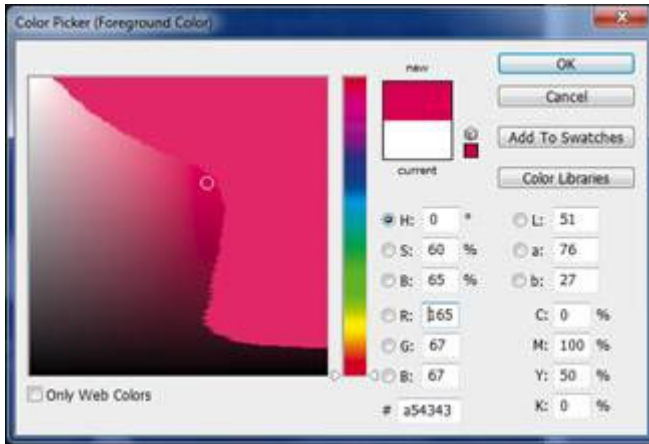 Color Picker (Foreground Color)
new
current
OK
Cancel
Add To Swatches
Color Libraries
H: 0 °
S: 60 %
B: 65 %
R: 165
G: 67
B: 67
# a54343
L: 51
a: 76
b: 27
C: 0 %
M: 100 %
Y: 50 %
K: 0 %
Only Web Colors